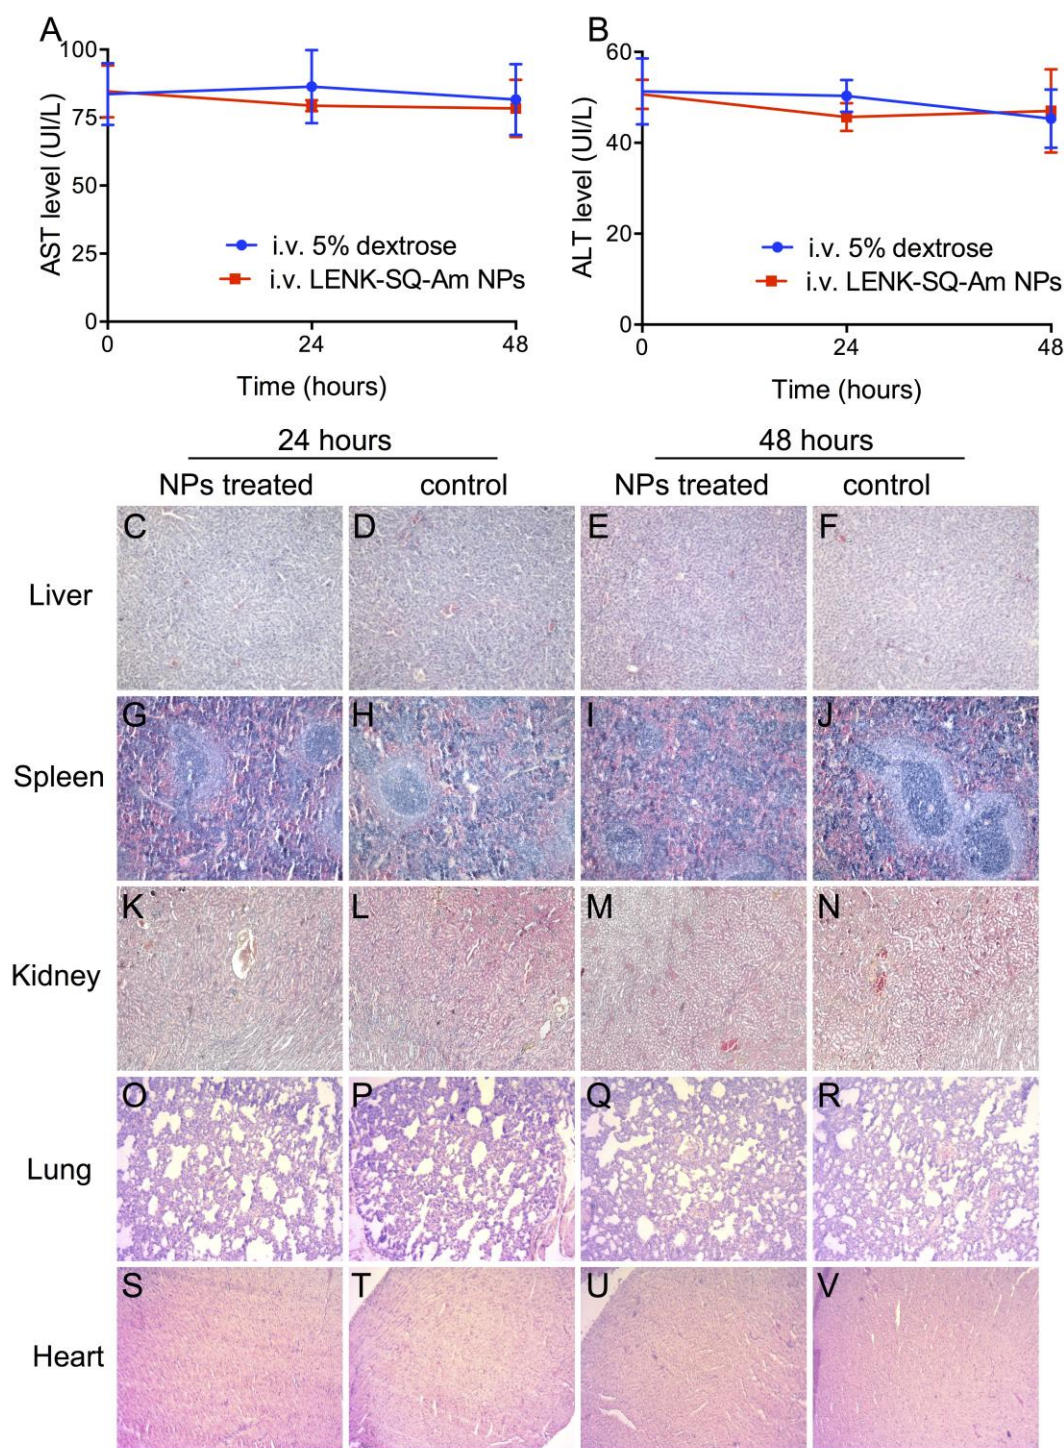 A
B
100
75
50
25
0
AST level (UI/L)
i.v. 5% dextrose
i.v. LENK-SQ-Am NPs
0
24
48
Time (hours)
60
40
20
0
ALT level (UI/L)
i.v. 5% dextrose
i.v. LENK-SQ-Am NPs
0
24
48
Time (hours)
24 hours
48 hours
NPs treated
control
NPs treated
control
Liver
C
D
E
F
Spleen
G
H
I
J
Kidney
K
L
M
N
Lung
O
P
Q
R
Heart
S
T
U
V